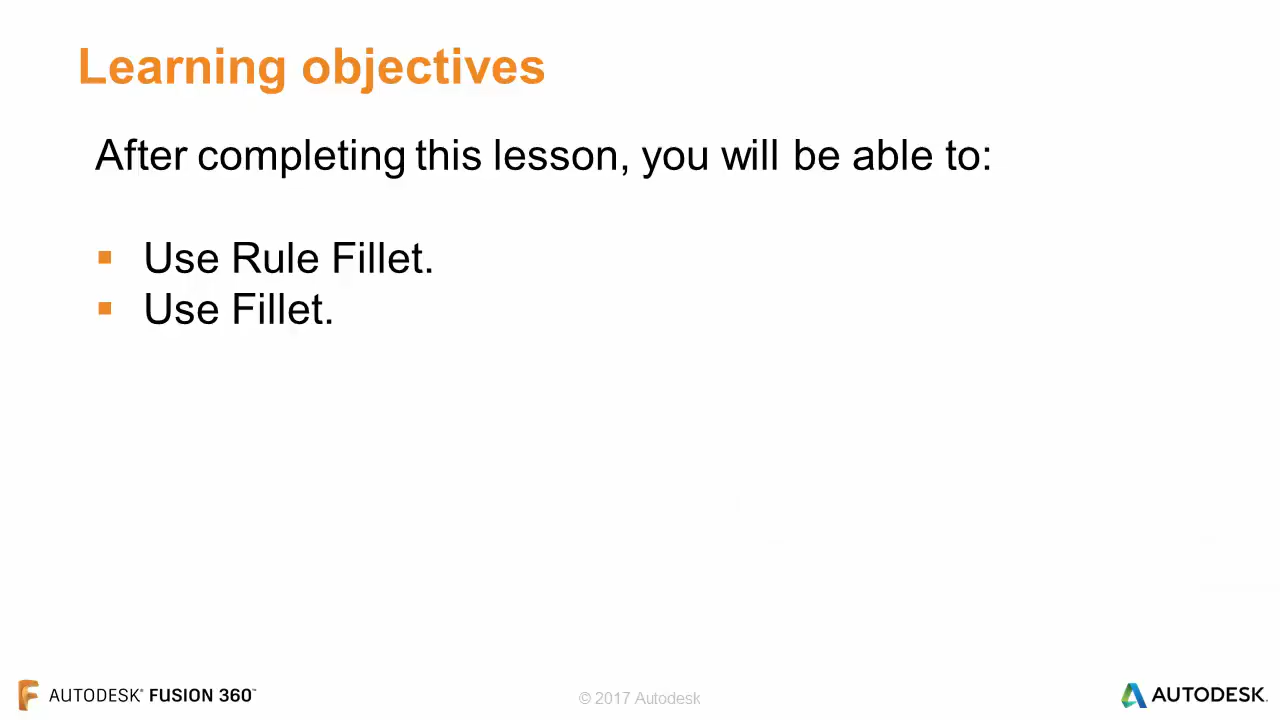 Learning objectives
After completing this lesson, you will be able to:
Use Rule Fillet.
Use Fillet.
AUTODESK® FUSION 360™
© 2017 Autodesk
AUTODESK.